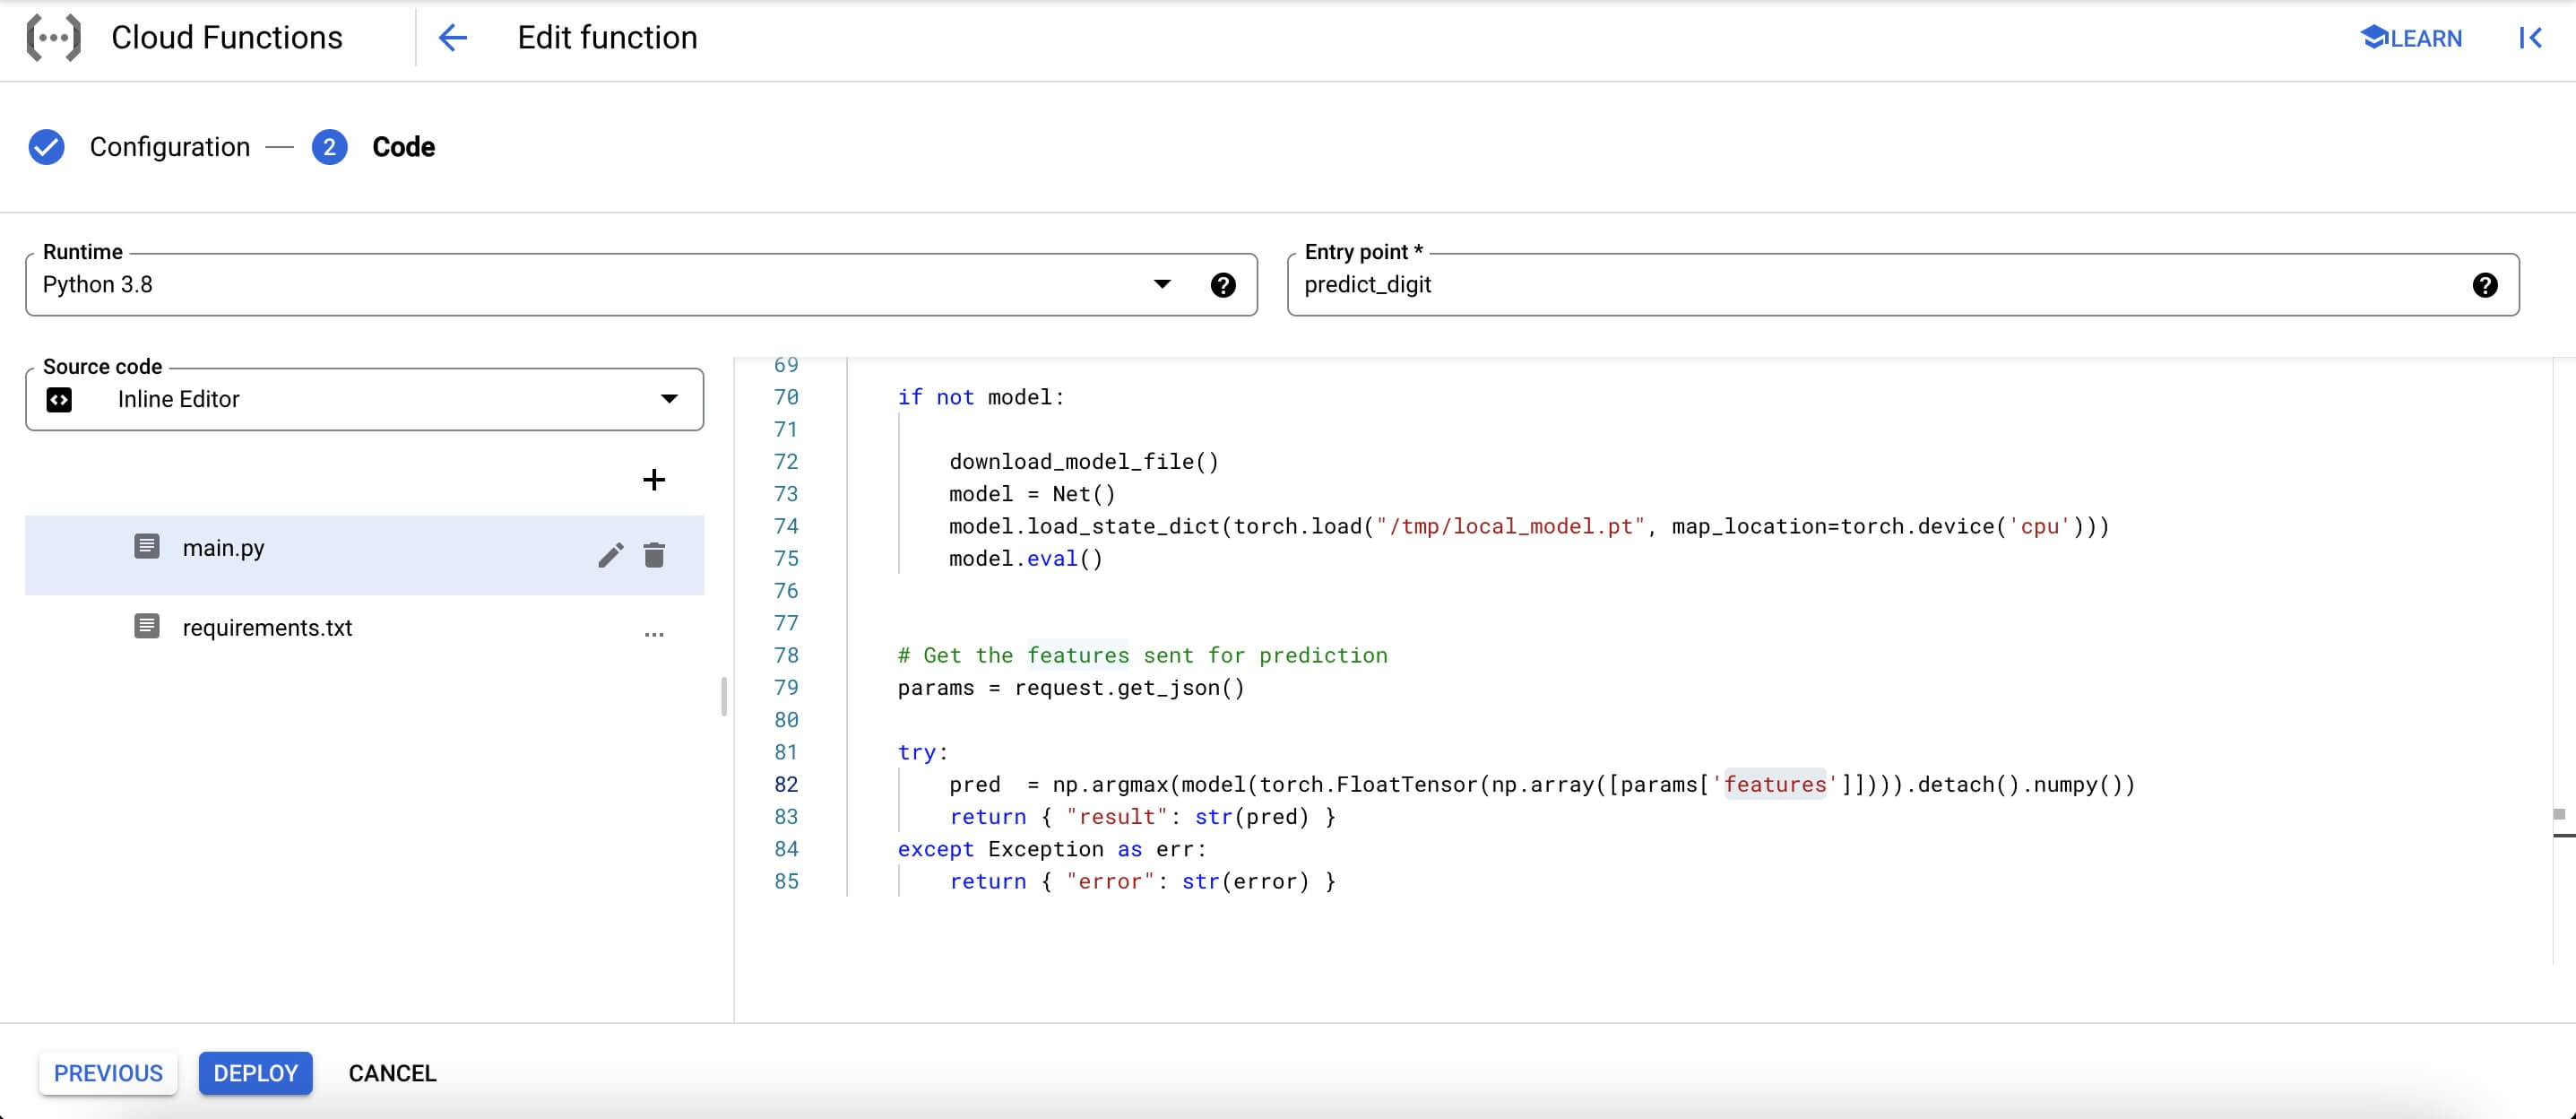 Cloud Functions
Edit function
LEARN
Configuration — 2 Code
Runtime
Python 3.8
Entry point *
predict_digit
Source code
Inline Editor
main.py
requirements.txt
69
70 if not model:
71
72 download_model_file()
73 model = Net()
74 model.load_state_dict(torch.load("/tmp/local_model.pt", map_location=torch.device('cpu')))
75 model.eval()
76
77
78 # Get the features sent for prediction
79 params = request.get_json()
80
81 try:
82 pred  = np.argmax(model(torch.FloatTensor(np.array([params['features']]))).detach().numpy())
83 return { "result": str(pred) }
84 except Exception as err:
85 return { "error": str(error) }
PREVIOUS
DEPLOY
CANCEL